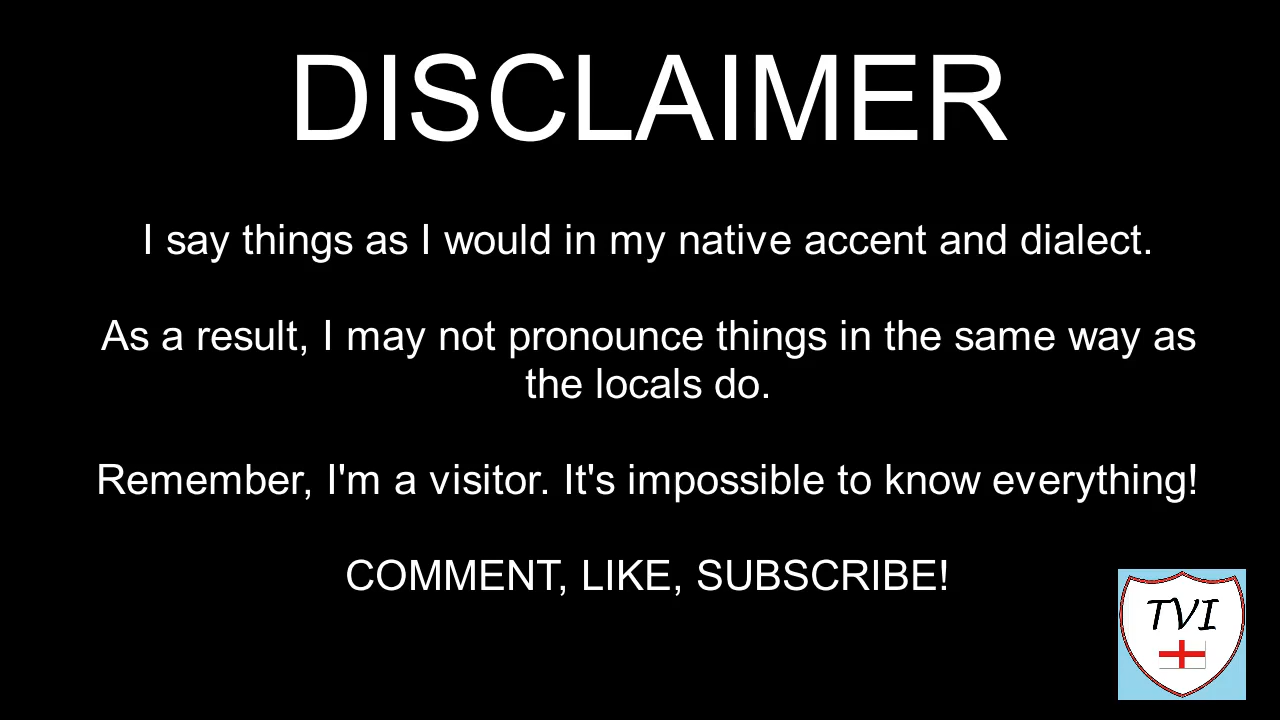 DISCLAIMER
I say things as I would in my native accent and dialect.
As a result, I may not pronounce things in the same way as
the locals do.
Remember, I'm a visitor. It's impossible to know everything!
COMMENT, LIKE, SUBSCRIBE!
TVI